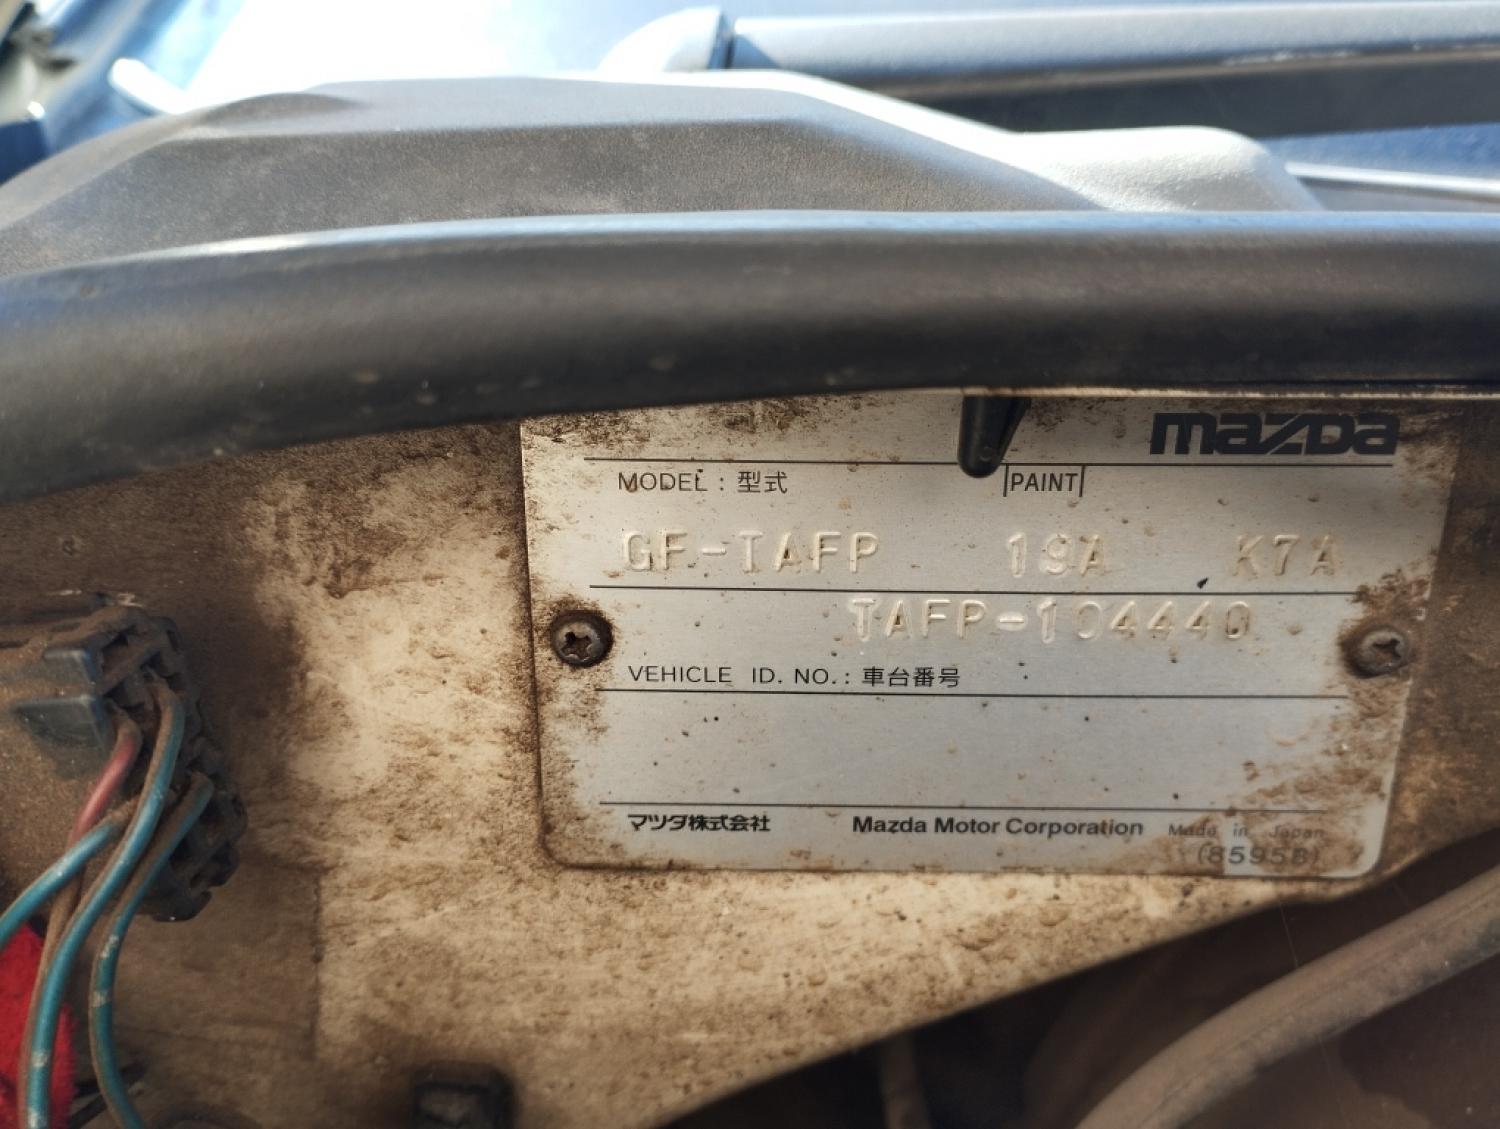 mazda
MODEL : 型式 PAINT
GF-TAFP 19A K7A
TAFP-104440
VEHICLE ID. NO. : 車台番号
マツダ株式会社 Mazda Motor Corporation Made in Japan
(8595B)